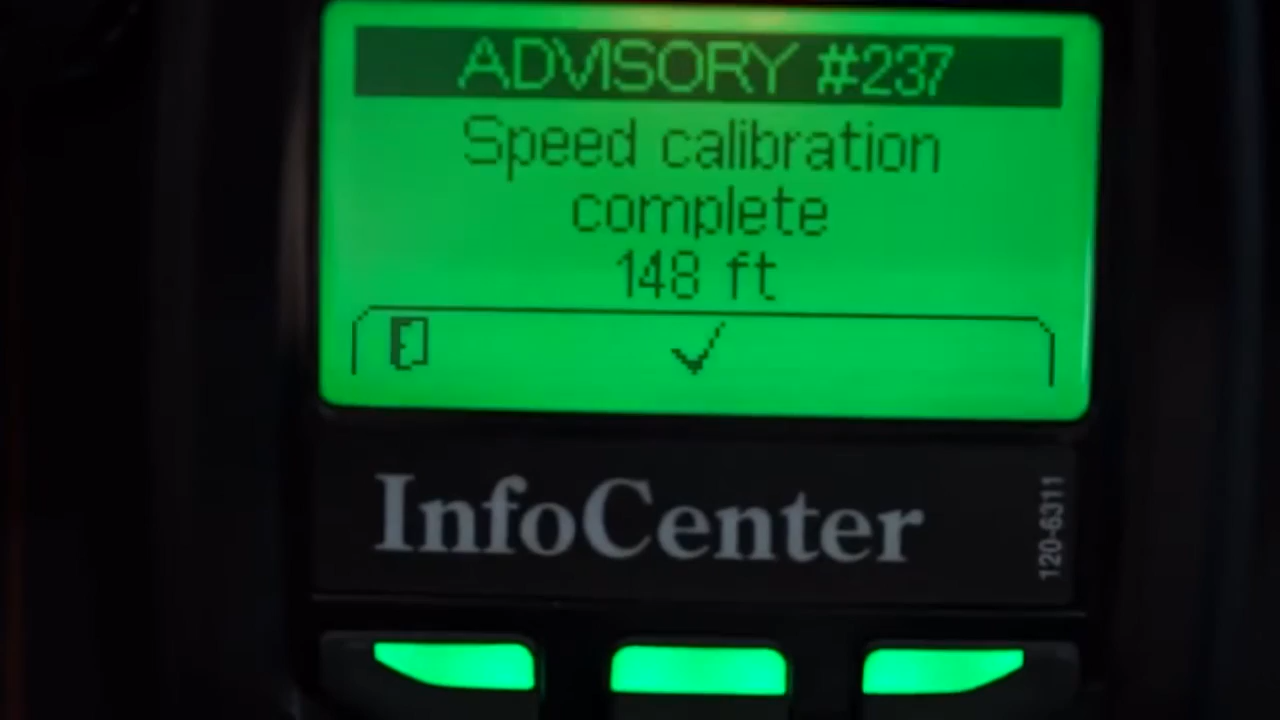 ADVISORY #237
Speed calibration
complete
148 ft
InfoCenter
120-6311